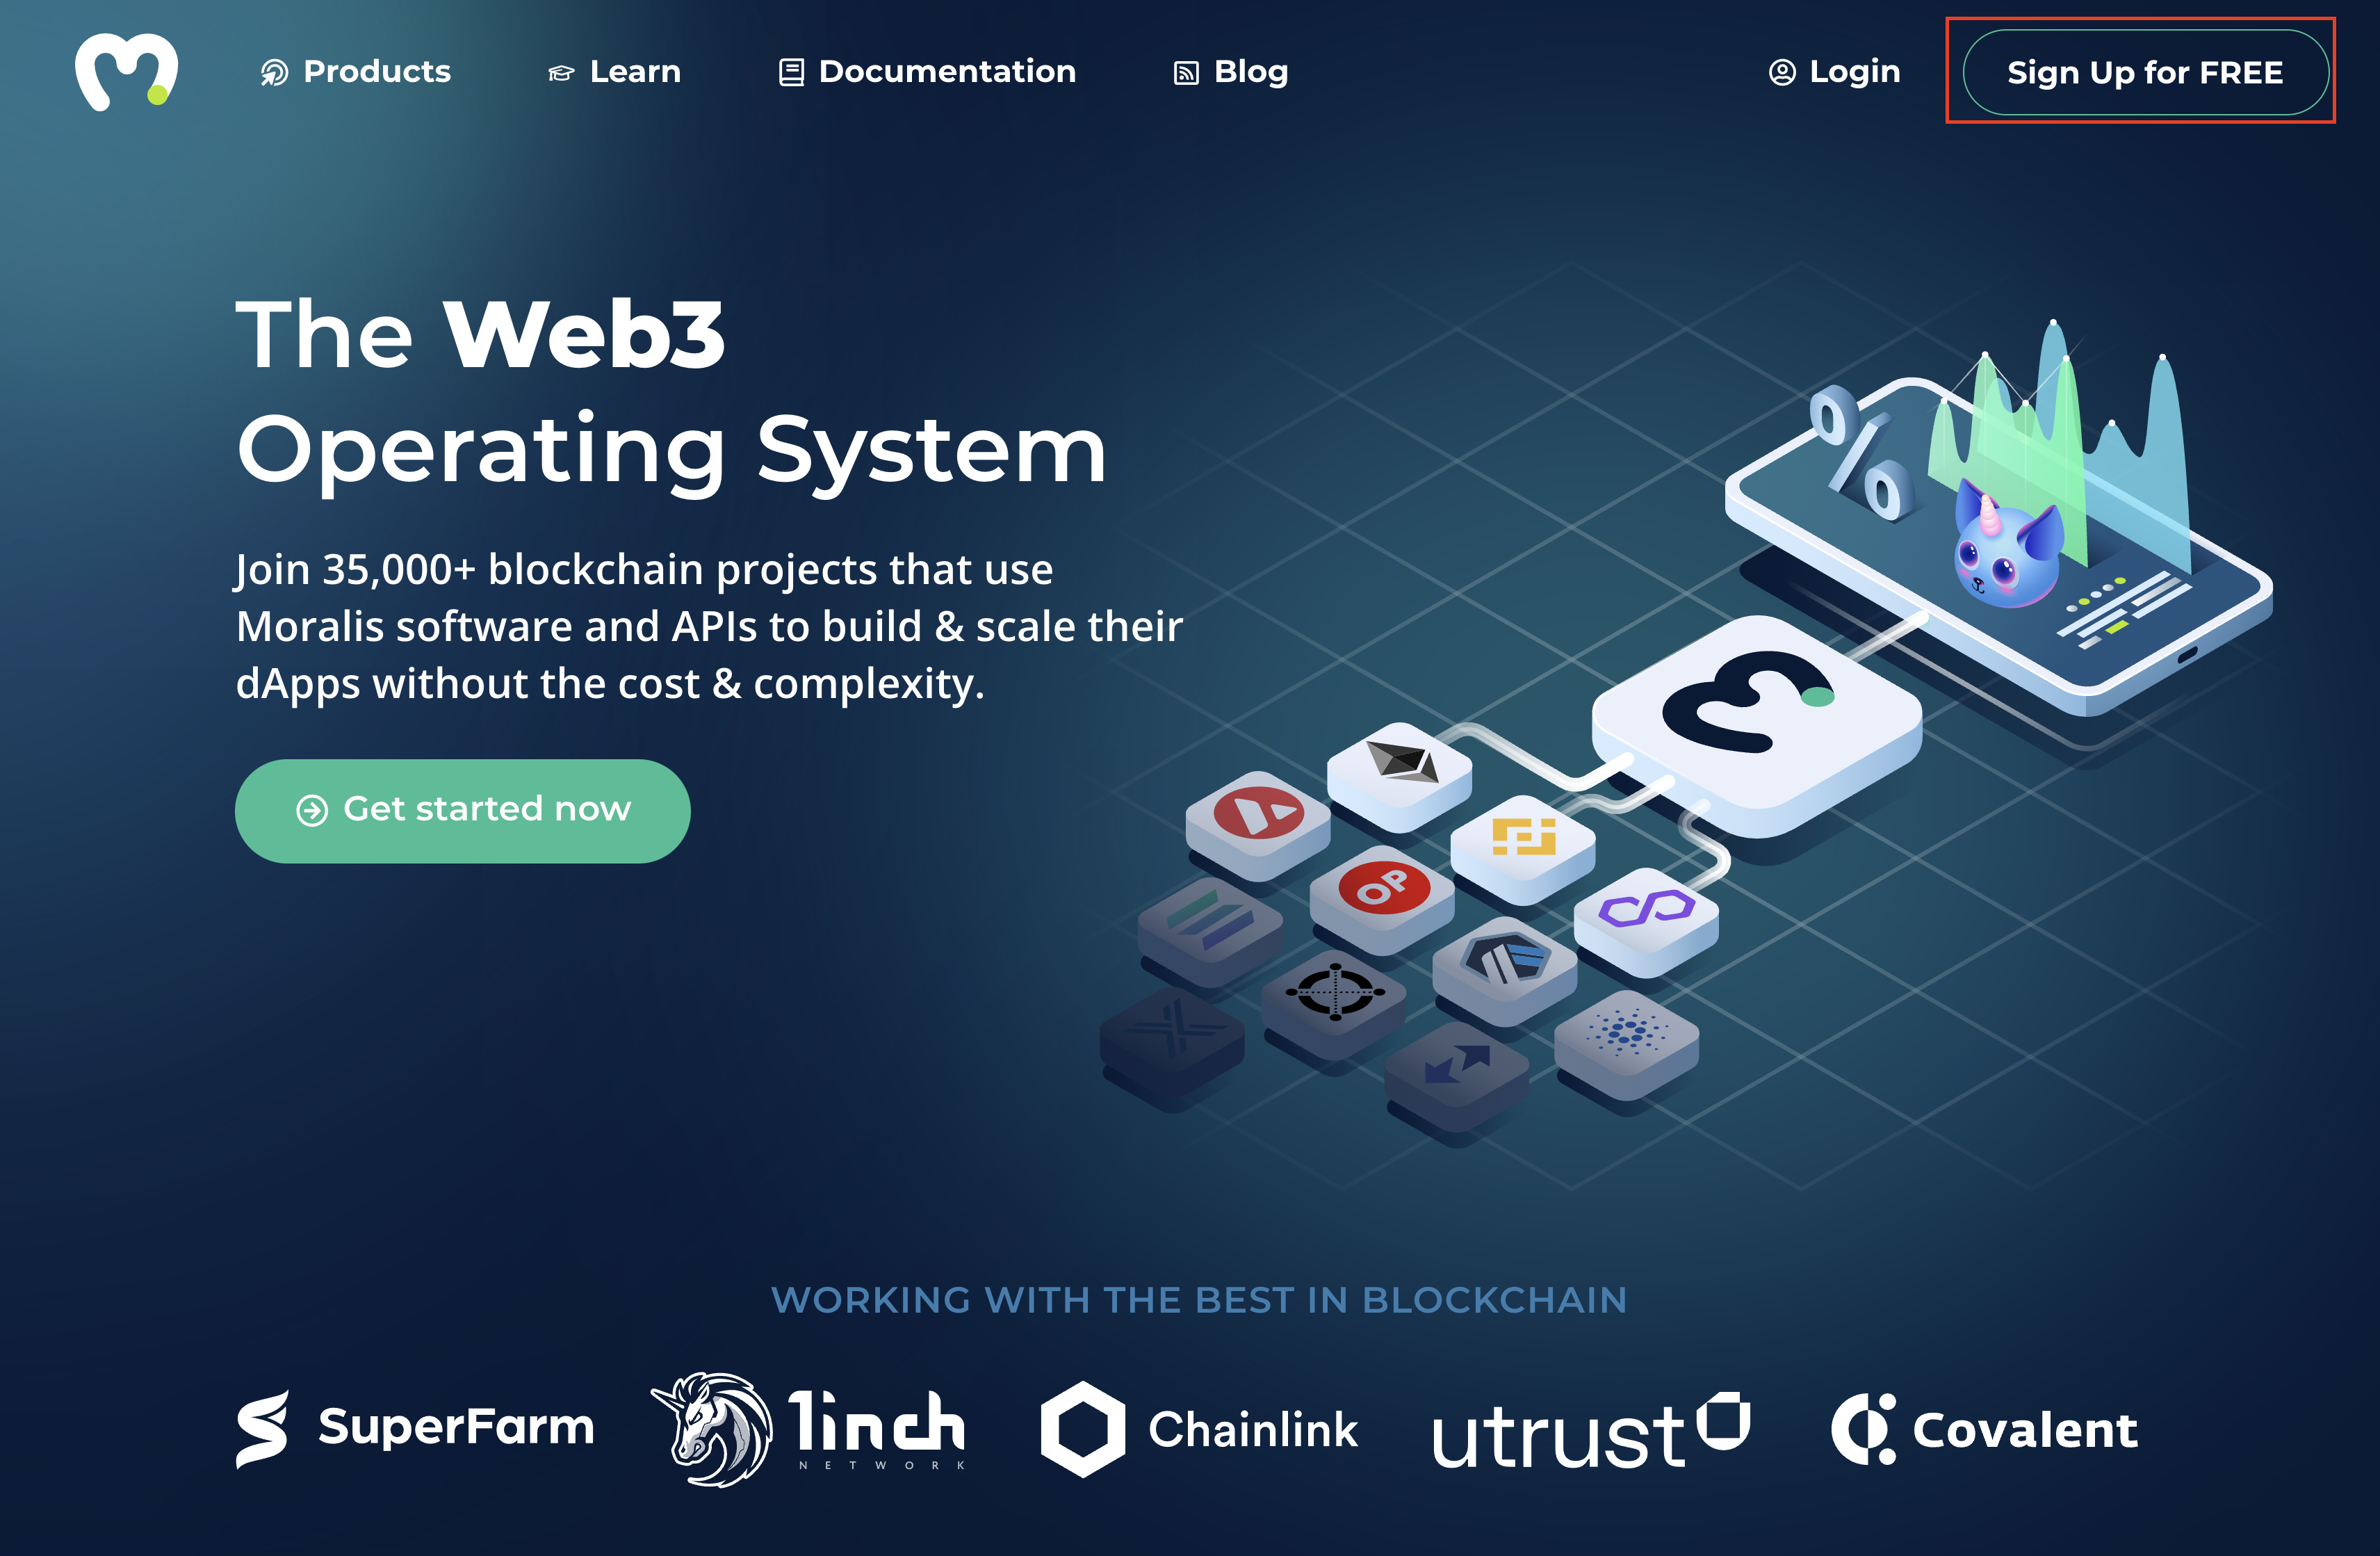 Products
Learn
Documentation
Blog
Login
Sign Up for FREE
The Web3
Operating System
Join 35,000+ blockchain projects that use
Moralis software and APIs to build & scale their
dApps without the cost & complexity.
Get started now
%
OP
WORKING WITH THE BEST IN BLOCKCHAIN
SuperFarm
1inch
NETWORK
Chainlink
utrust
Covalent